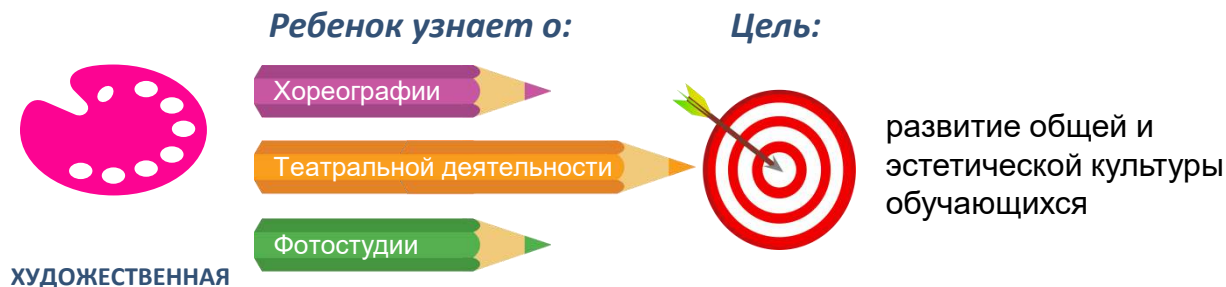 Ребенок узнает о:
Цель:
Хореографии
Театральной деятельности
Фотостудии
развитие общей и
эстетической культуры
обучающихся
ХУДОЖЕСТВЕННАЯ